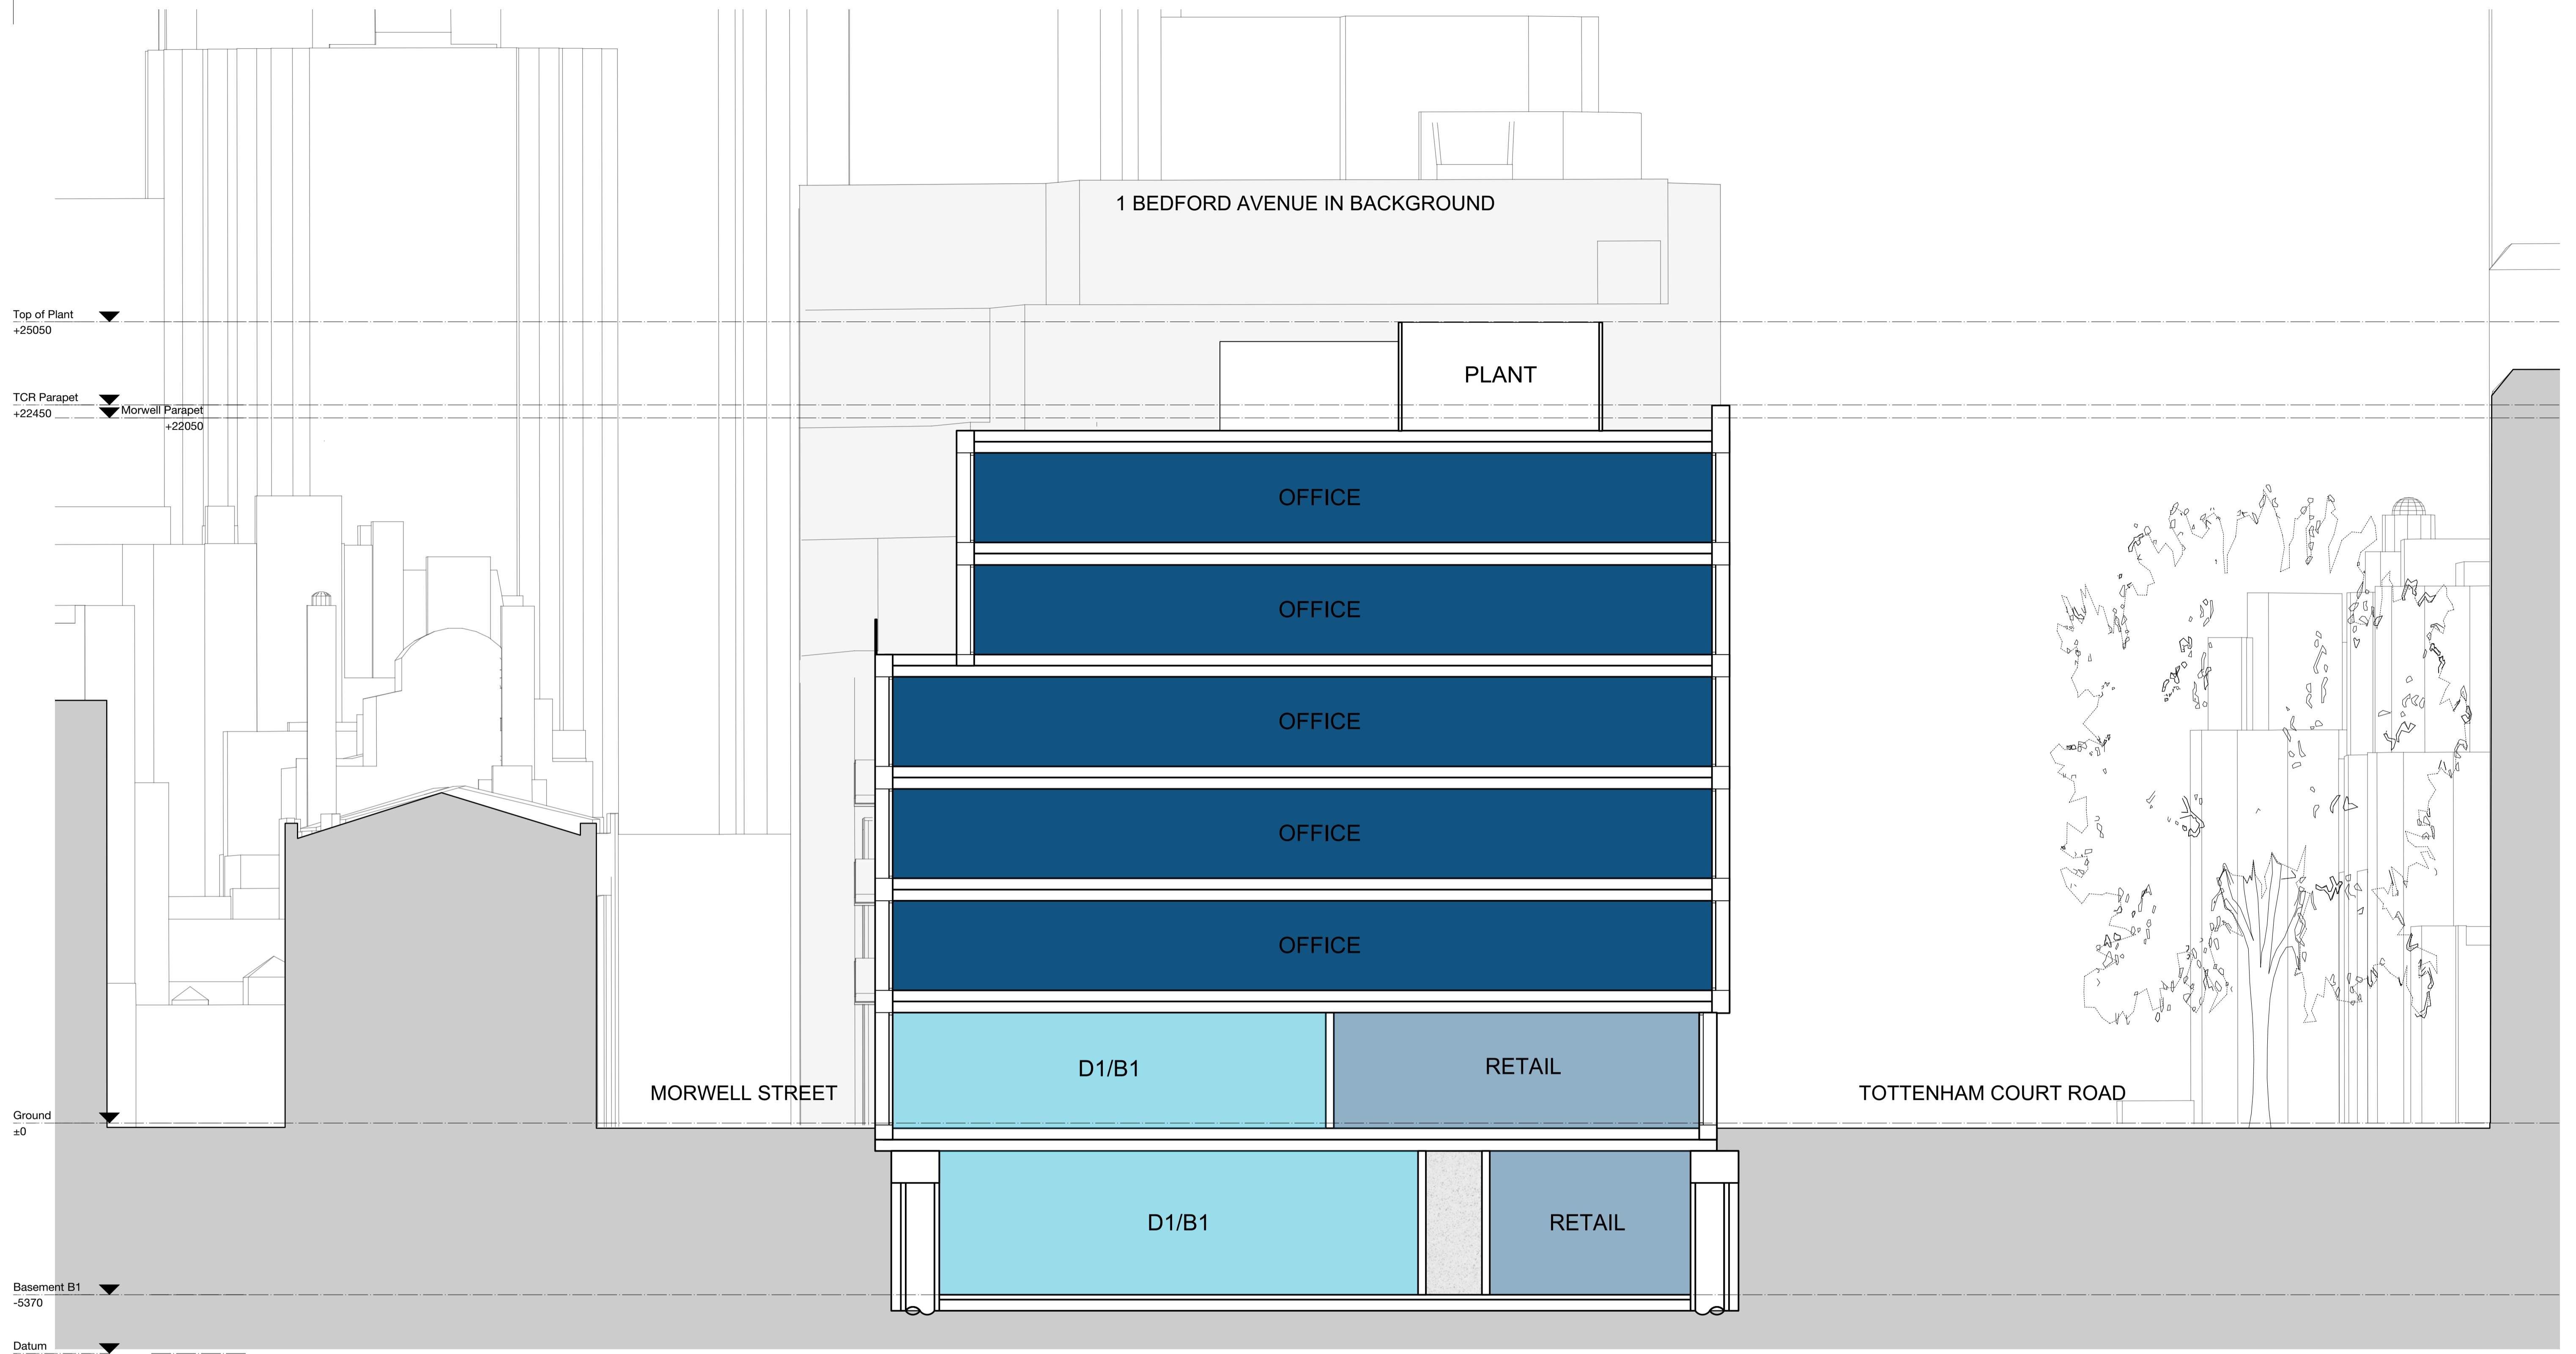 1 BEDFORD AVENUE IN BACKGROUND
Top of Plant
+25050
PLANT
TCR Parapet
+22450
Morwell Parapet
+22050
OFFICE
OFFICE
OFFICE
OFFICE
OFFICE
D1/B1
RETAIL
MORWELL STREET
TOTTENHAM COURT ROAD
Ground
±0
D1/B1
RETAIL
Basement B1
-5370
Datum